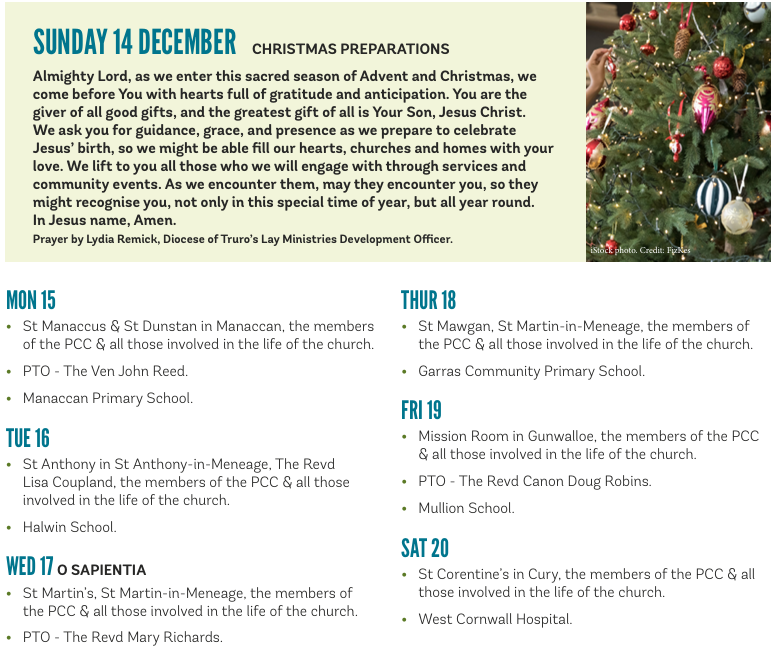 SUNDAY 14 DECEMBER CHRISTMAS PREPARATIONS
Almighty Lord, as we enter this sacred season of Advent and Christmas, we
come before You with hearts full of gratitude and anticipation. You are the
giver of all good gifts, and the greatest gift of all is Your Son, Jesus Christ.
We ask you for guidance, grace, and presence as we prepare to celebrate
Jesus' birth, so we might be able fill our hearts, churches and homes with your
love. We lift to you all those who we will engage with through services and
community events. As we encounter them, may they encounter you, so they
might recognise you, not only in this special time of year, but all year round.
In Jesus name, Amen.
Prayer by Lydia Remick, Diocese of Truro's Lay Ministries Development Officer.
iStock photo. Credit: FizKes
MON 15
• St Manaccus & St Dunstan in Manaccan, the members
of the PCC & all those involved in the life of the church.
• PTO - The Ven John Reed.
• Manaccan Primary School.
TUE 16
• St Anthony in St Anthony-in-Meneage, The Revd
Lisa Coupland, the members of the PCC & all those
involved in the life of the church.
• Halwin School.
WED 17 O SAPIENTIA
• St Martin's, St Martin-in-Meneage, the members of
the PCC & all those involved in the life of the church.
• PTO - The Revd Mary Richards.
THUR 18
• St Mawgan, St Martin-in-Meneage, the members of
the PCC & all those involved in the life of the church.
• Garras Community Primary School.
FRI 19
• Mission Room in Gunwalloe, the members of the PCC
& all those involved in the life of the church.
• PTO - The Revd Canon Doug Robins.
• Mullion School.
SAT 20
• St Corentine's in Cury, the members of the PCC & all
those involved in the life of the church.
• West Cornwall Hospital.